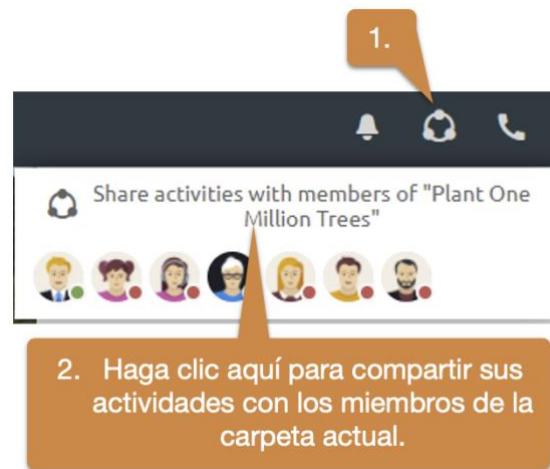 1.
Share activities with members of "Plant One
Million Trees"
2. Haga clic aquí para compartir sus
actividades con los miembros de la
carpeta actual.